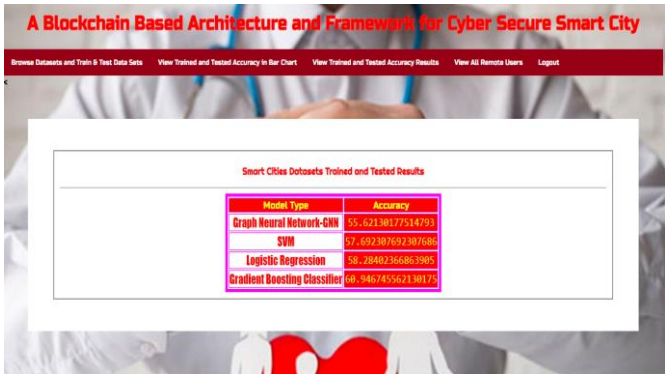 A Blockchain Based Architecture and Framework for Cyber Secure Smart City
Browse Datasets and Train & Test Data Sets View Trained and Tested Accuracy in Bar Chart View Trained and Tested Accuracy Results View All Remote Users Logout
<
Smart Cities Datasets Trained and Tested Results
Model Type Accuracy
Graph Neural Network-GNN 55.62130177514793
SVM 57.692307692307686
Logistic Regression 58.28402366863905
Gradient Boosting Classifier 60.946745562130175